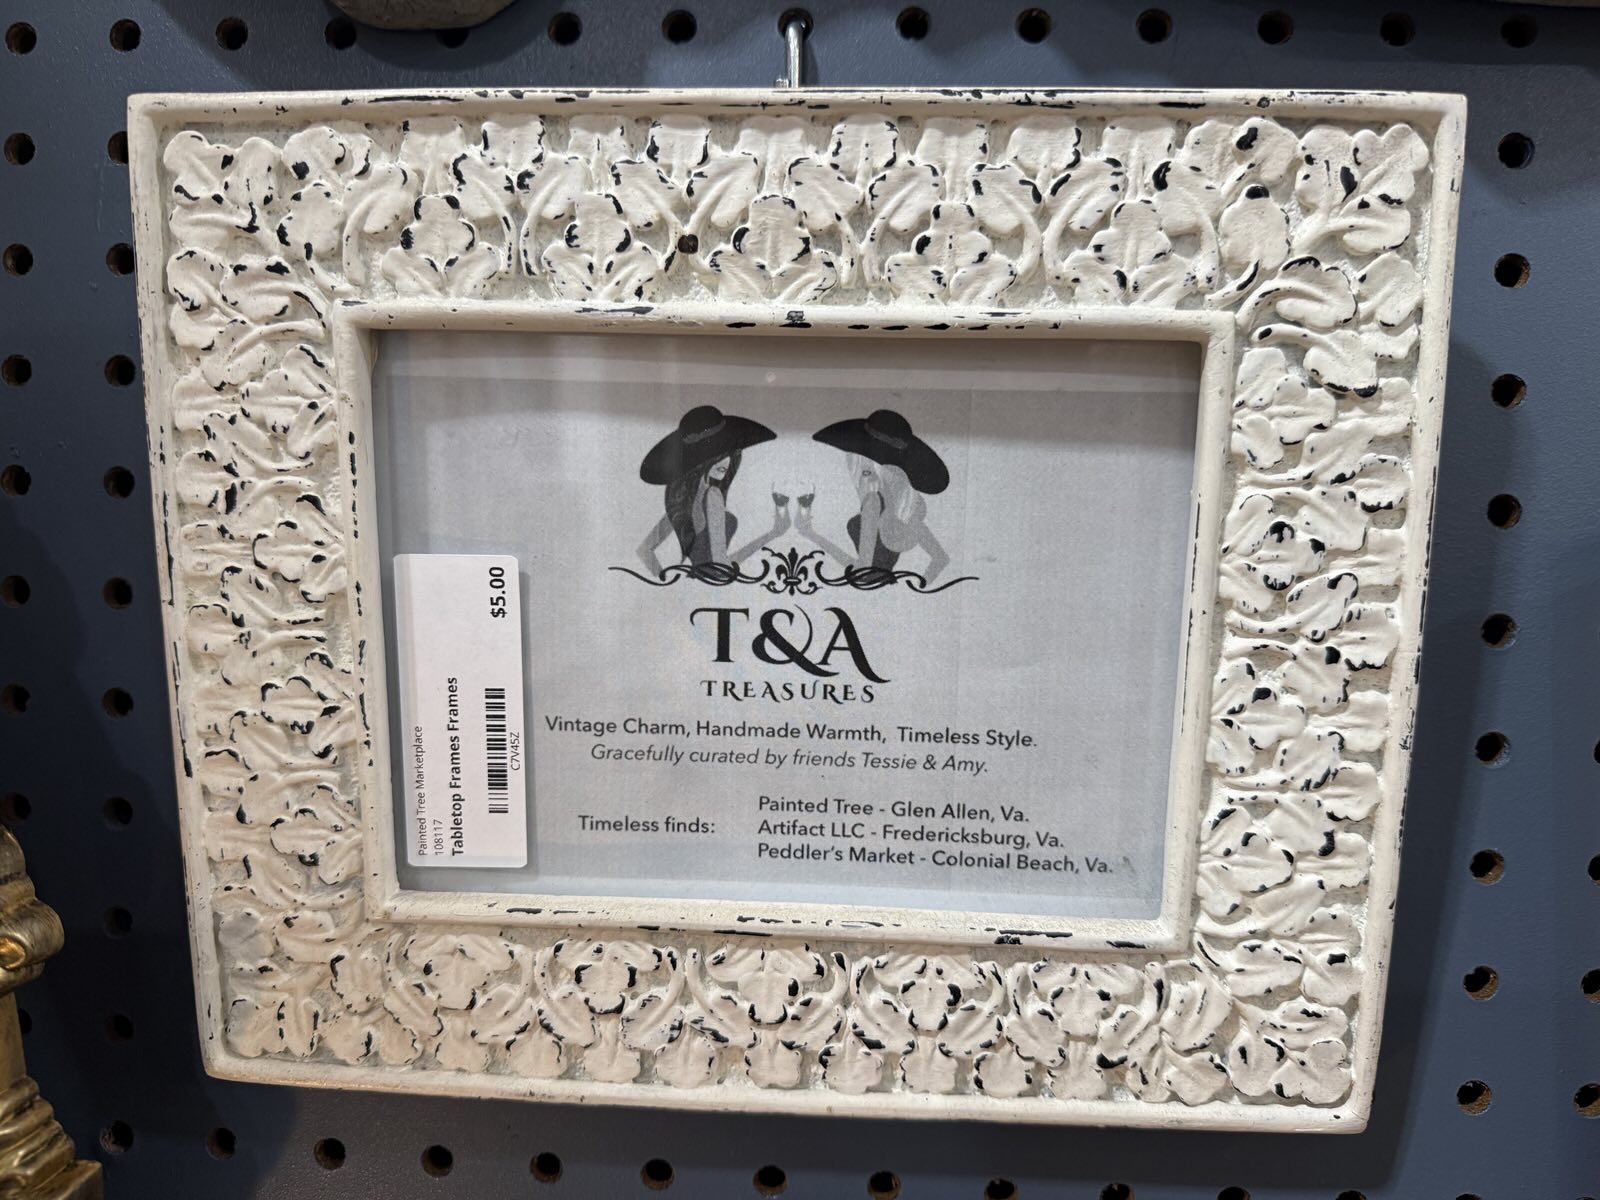 T&A
TREASURES
Vintage Charm, Handmade Warmth, Timeless Style.
Gracefully curated by friends Tessie & Amy.
Timeless finds:
Painted Tree - Glen Allen, Va.
Artifact LLC - Fredericksburg, Va.
Peddler's Market - Colonial Beach, Va.
Painted Tree Marketplace
108117
Tabletop Frames Frames
$5.00
C7V45Z